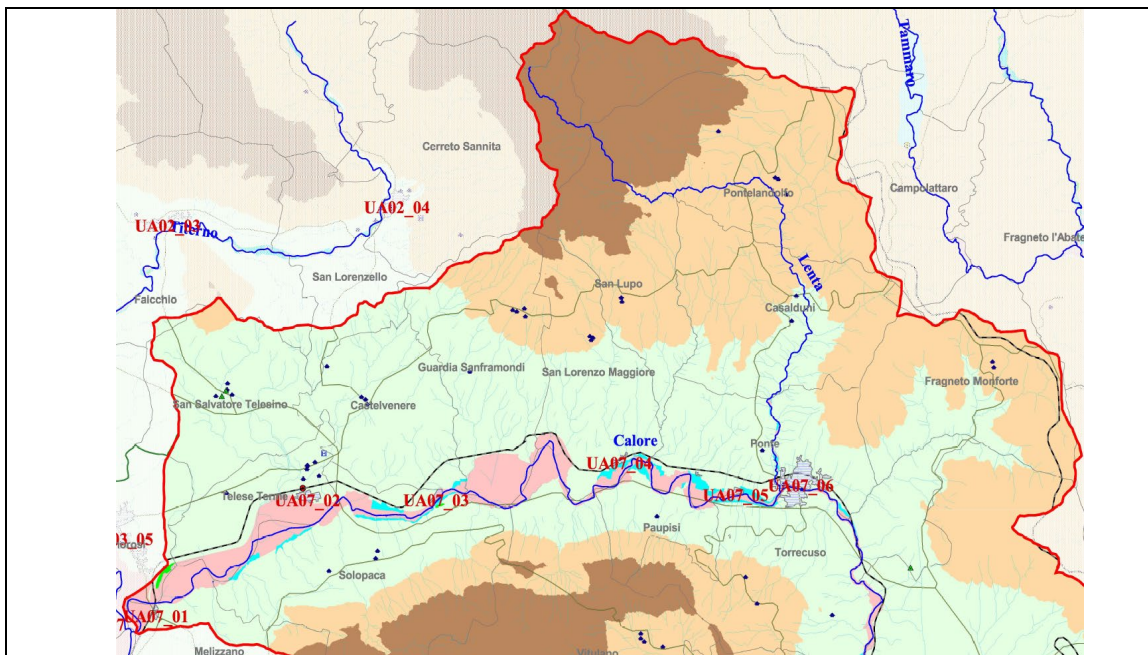 Tammaro
Cerreto Sannita
Pontelandolfo
Campolattaro
UA02_04
UA02_03
Titerno
Fragneto l'Abate
San Lorenzello
Lenta
San Lupo
Faicchio
Casalduni
Guardia Sanframondi
San Lorenzo Maggiore
Fragneto Monforte
San Salvatore Telesino
Castelvenere
Calore
Ponte
UA07_04
UA07_06
Telese Terme
UA07_02
UA07_03
UA07_05
Paupisi
03_05
Torrecuso
Solopaca
UA07_01
Melizzano
Vitulano